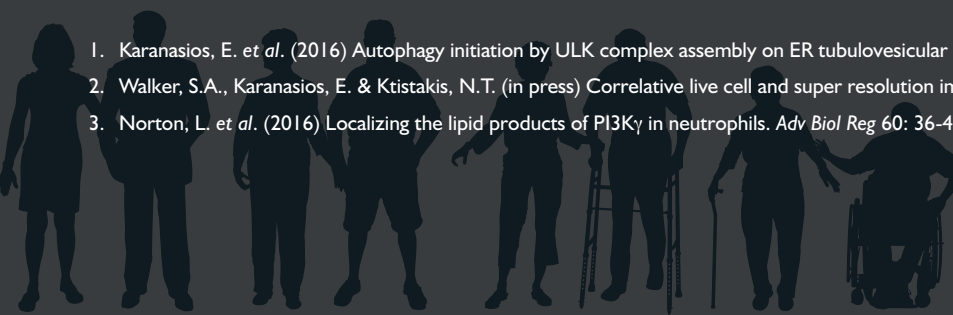 1. Karanasios, E. et al. (2016) Autophagy initiation by ULK complex assembly on ER tubulovesicular
2. Walker, S.A., Karanasios, E. & Ktistakis, N.T. (in press) Correlative live cell and super resolution in
3. Norton, L. et al. (2016) Localizing the lipid products of PI3Kγ in neutrophils. Adv Biol Reg 60: 36-4